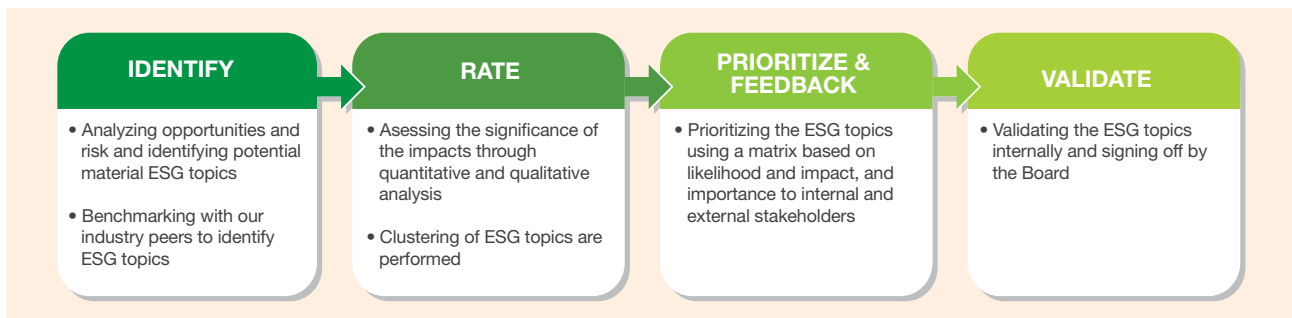 IDENTIFY
• Analyzing opportunities and
risk and identifying potential
material ESG topics
• Benchmarking with our
industry peers to identify
ESG topics
RATE
• Asessing the significance of
the impacts through
quantitative and qualitative
analysis
• Clustering of ESG topics are
performed
PRIORITIZE &
FEEDBACK
• Prioritizing the ESG topics
using a matrix based on
likelihood and impact, and
importance to internal and
external stakeholders
VALIDATE
• Validating the ESG topics
internally and signing off by
the Board